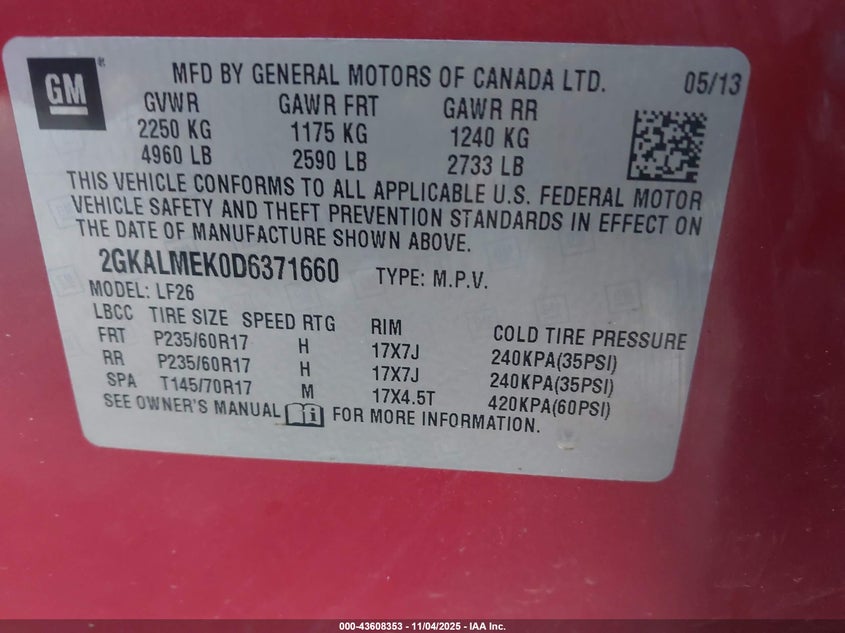 GM
MFD BY GENERAL MOTORS OF CANADA LTD. 05/13
GVWR GAWR FRT GAWR RR
2250 KG 1175 KG 1240 KG
4960 LB 2590 LB 2733 LB
THIS VEHICLE CONFORMS TO ALL APPLICABLE U.S. FEDERAL MOTOR
VEHICLE SAFETY AND THEFT PREVENTION STANDARDS IN EFFECT ON
THE DATE OF MANUFACTURE SHOWN ABOVE.
2GKALMEK0D6371660 TYPE: M.P.V.
MODEL: LF26
LBCC TIRE SIZE SPEED RTG RIM COLD TIRE PRESSURE
FRT P235/60R17 H 17X7J 240KPA(35PSI)
RR P235/60R17 H 17X7J 240KPA(35PSI)
SPA T145/70R17 M 17X4.5T 420KPA(60PSI)
SEE OWNER'S MANUAL FOR MORE INFORMATION.
000-43608353 - 11/04/2025 - IAA Inc.